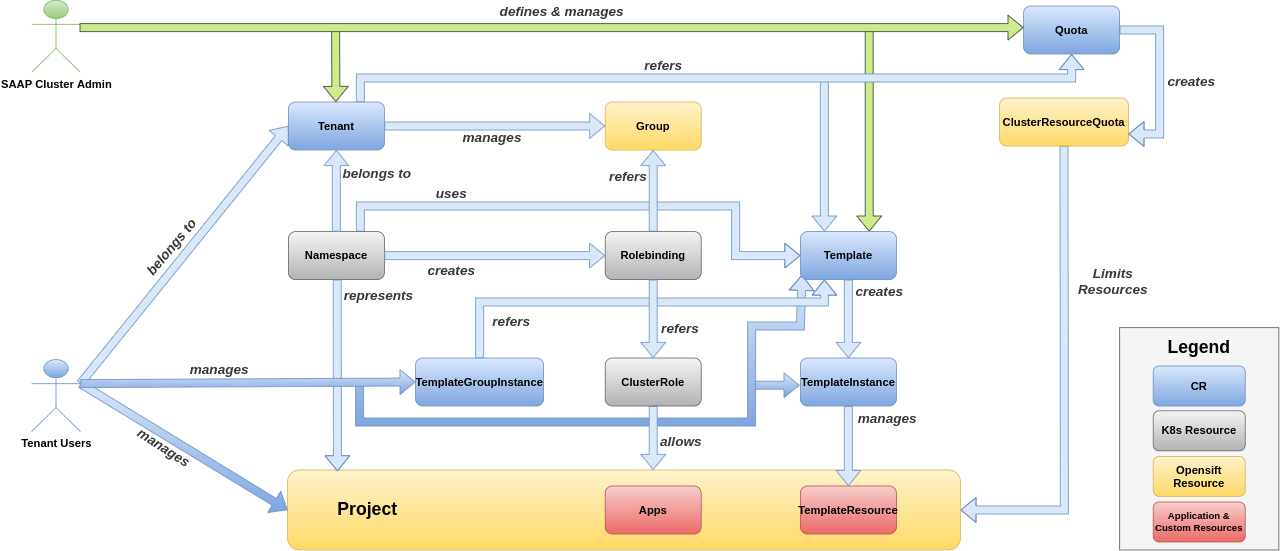 defines & manages
Quota
SAAP Cluster Admin
refers
creates
Tenant
manages
Group
ClusterResourceQuota
belongs to
refers
uses
belongs to
Namespace
creates
Rolebinding
Template
represents
creates
Limits
Resources
refers
refers
Legend
manages
TemplateGroupInstance
ClusterRole
TemplateInstance
CR
Tenant Users
manages
allows
manages
K8s Resource
Opensift
Resource
Project
Apps
TemplateResource
Application &
Custom Resources